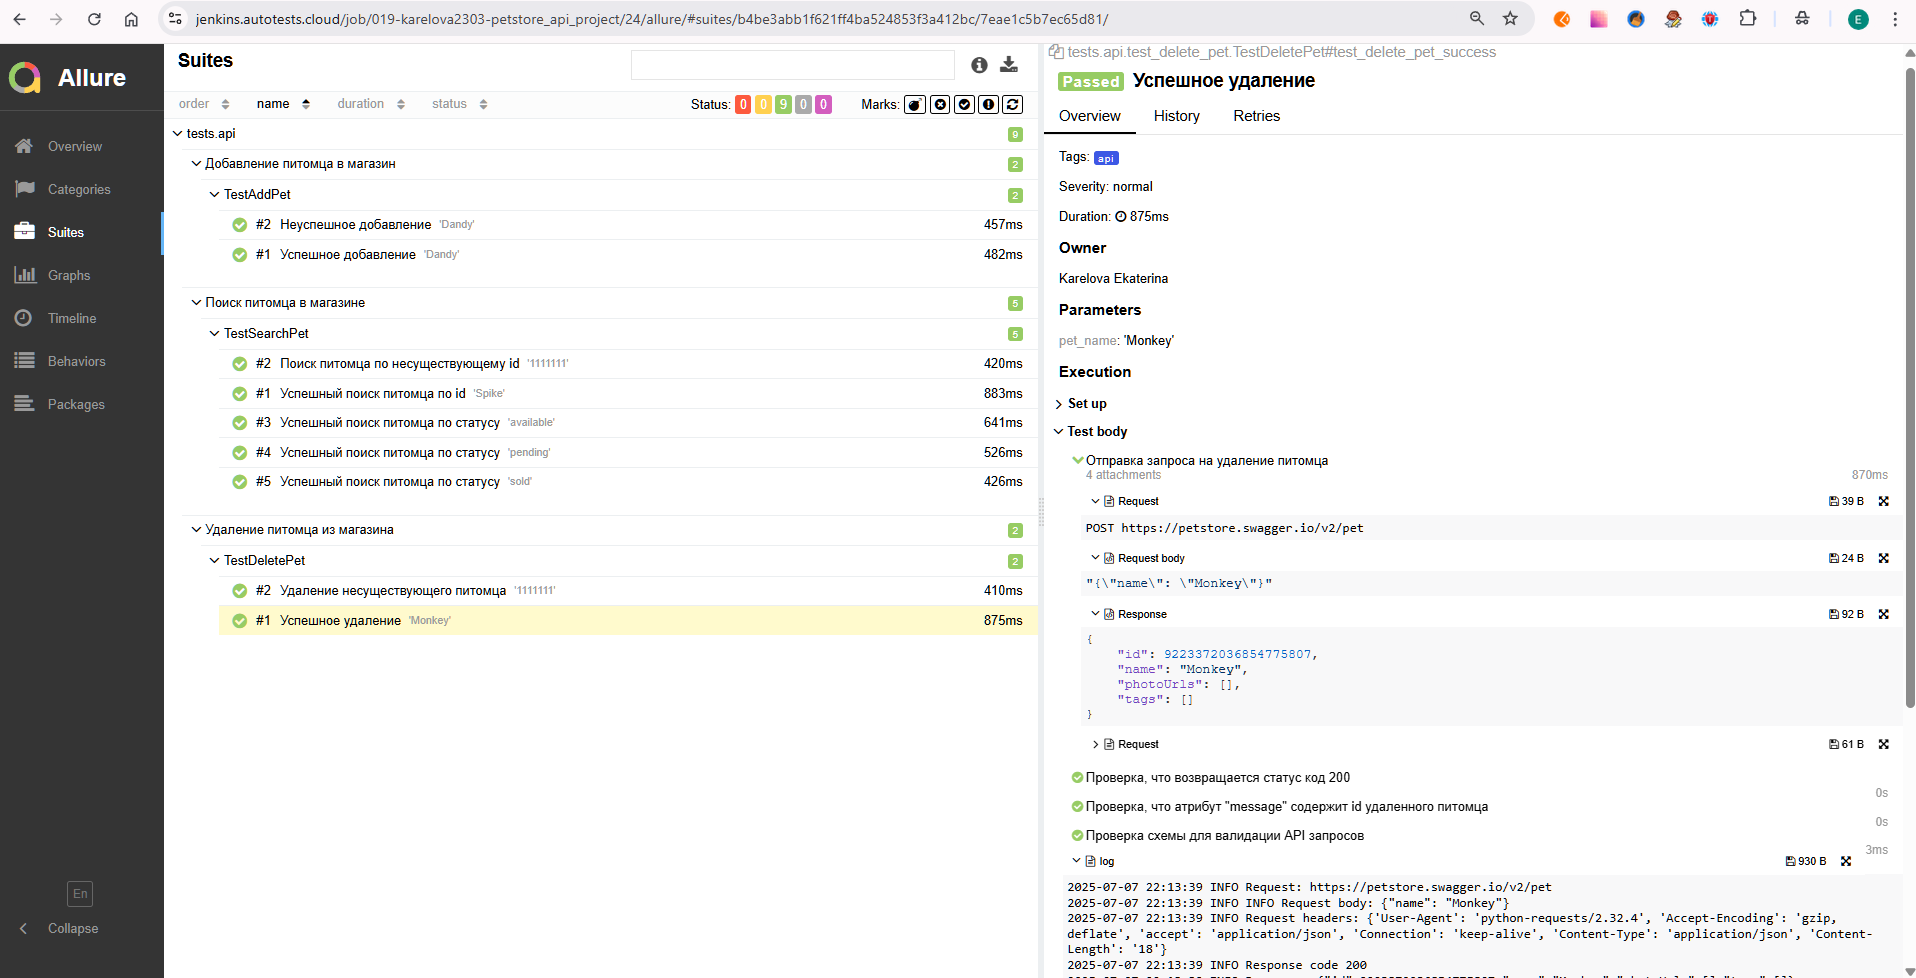 jenkins.autotests.cloud/job/019-karelova2303-petstore_api_project/24/allure/#suites/b4be3abb1f621ff4ba524853f3a412bc/7eae1c5b7ec65d81/
E
Allure
Overview
Categories
Suites
Graphs
Timeline
Behaviors
Packages
En
Collapse
Suites
order name duration status Status: 0 0 9 0 0 Marks:
tests.api 9
Добавление питомца в магазин 2
TestAddPet 2
#2 Неуспешное добавление 'Dandy' 457ms
#1 Успешное добавление 'Dandy' 482ms
Поиск питомца в магазине 5
TestSearchPet 5
#2 Поиск питомца по несуществующему id '1111111' 420ms
#1 Успешный поиск питомца по id 'Spike' 883ms
#3 Успешный поиск питомца по статусу 'available' 641ms
#4 Успешный поиск питомца по статусу 'pending' 526ms
#5 Успешный поиск питомца по статусу 'sold' 426ms
Удаление питомца из магазина 2
TestDeletePet 2
#2 Удаление несуществующего питомца '1111111' 410ms
#1 Успешное удаление 'Monkey' 875ms
tests.api.test_delete_pet.TestDeletePet#test_delete_pet_success
Passed Успешное удаление
Overview History Retries
Tags: api
Severity: normal
Duration: 875ms
Owner
Karelova Ekaterina
Parameters
pet_name: 'Monkey'
Execution
Set up
Test body
Отправка запроса на удаление питомца
4 attachments 870ms
Request 39 B
POST https://petstore.swagger.io/v2/pet
Request body 24 B
"{\"name\": \"Monkey\"}"
Response 92 B
{
"id": 9223372036854775807,
"name": "Monkey",
"photoUrls": [],
"tags": []
}
Request 61 B
Проверка, что возвращается статус код 200
0s
Проверка, что атрибут "message" содержит id удаленного питомца
0s
Проверка схемы для валидации API запросов
3ms
log 930 B
2025-07-07 22:13:39 INFO Request: https://petstore.swagger.io/v2/pet
2025-07-07 22:13:39 INFO INFO Request body: {"name": "Monkey"}
2025-07-07 22:13:39 INFO Request headers: {'User-Agent': 'python-requests/2.32.4', 'Accept-Encoding': 'gzip,
deflate', 'accept': 'application/json', 'Connection': 'keep-alive', 'Content-Type': 'application/json', 'Content-
Length': '18'}
2025-07-07 22:13:39 INFO Response code 200